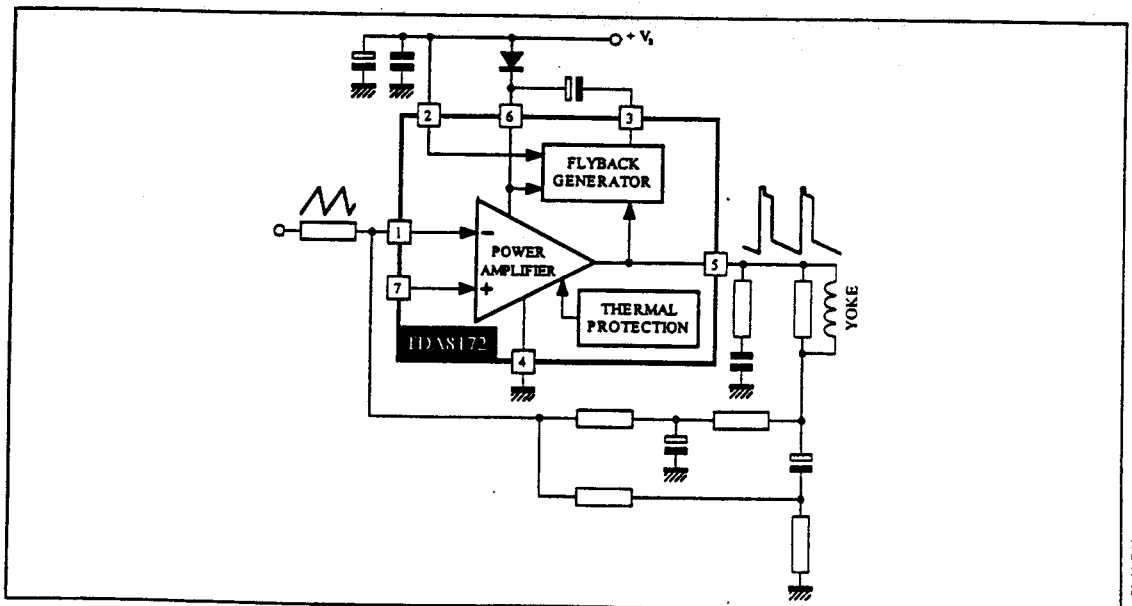 + Vs
2
6
3
FLYBACK
GENERATOR
1
−
POWER
AMPLIFIER
5
7
+
THERMAL
PROTECTION
YOKE
TDA8172
4